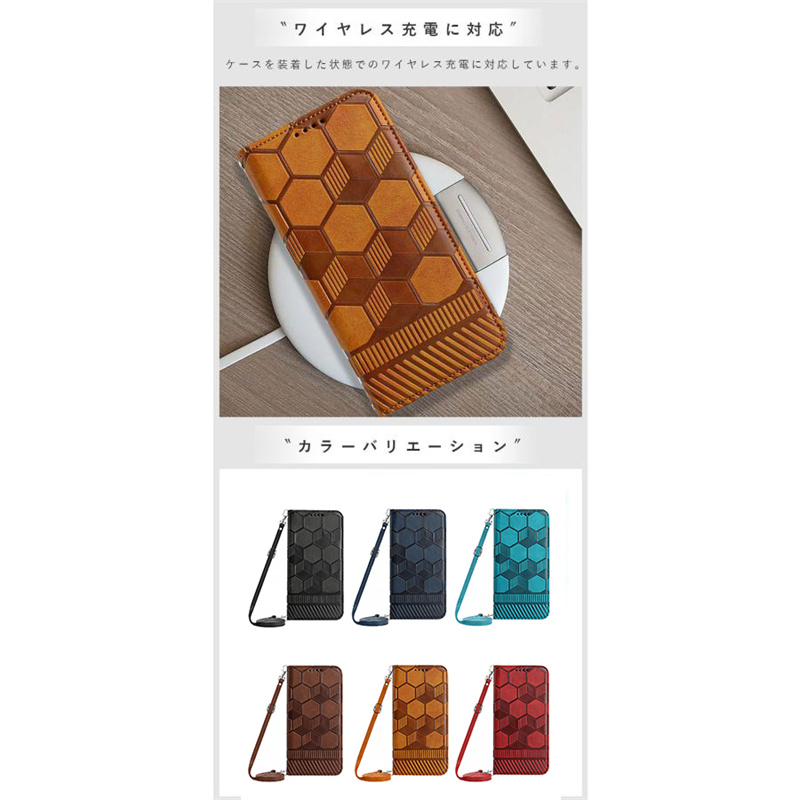 "ワイヤレス充電に対応"
ケースを装着した状態でのワイヤレス充電に対応しています。
"カラーバリエーション"